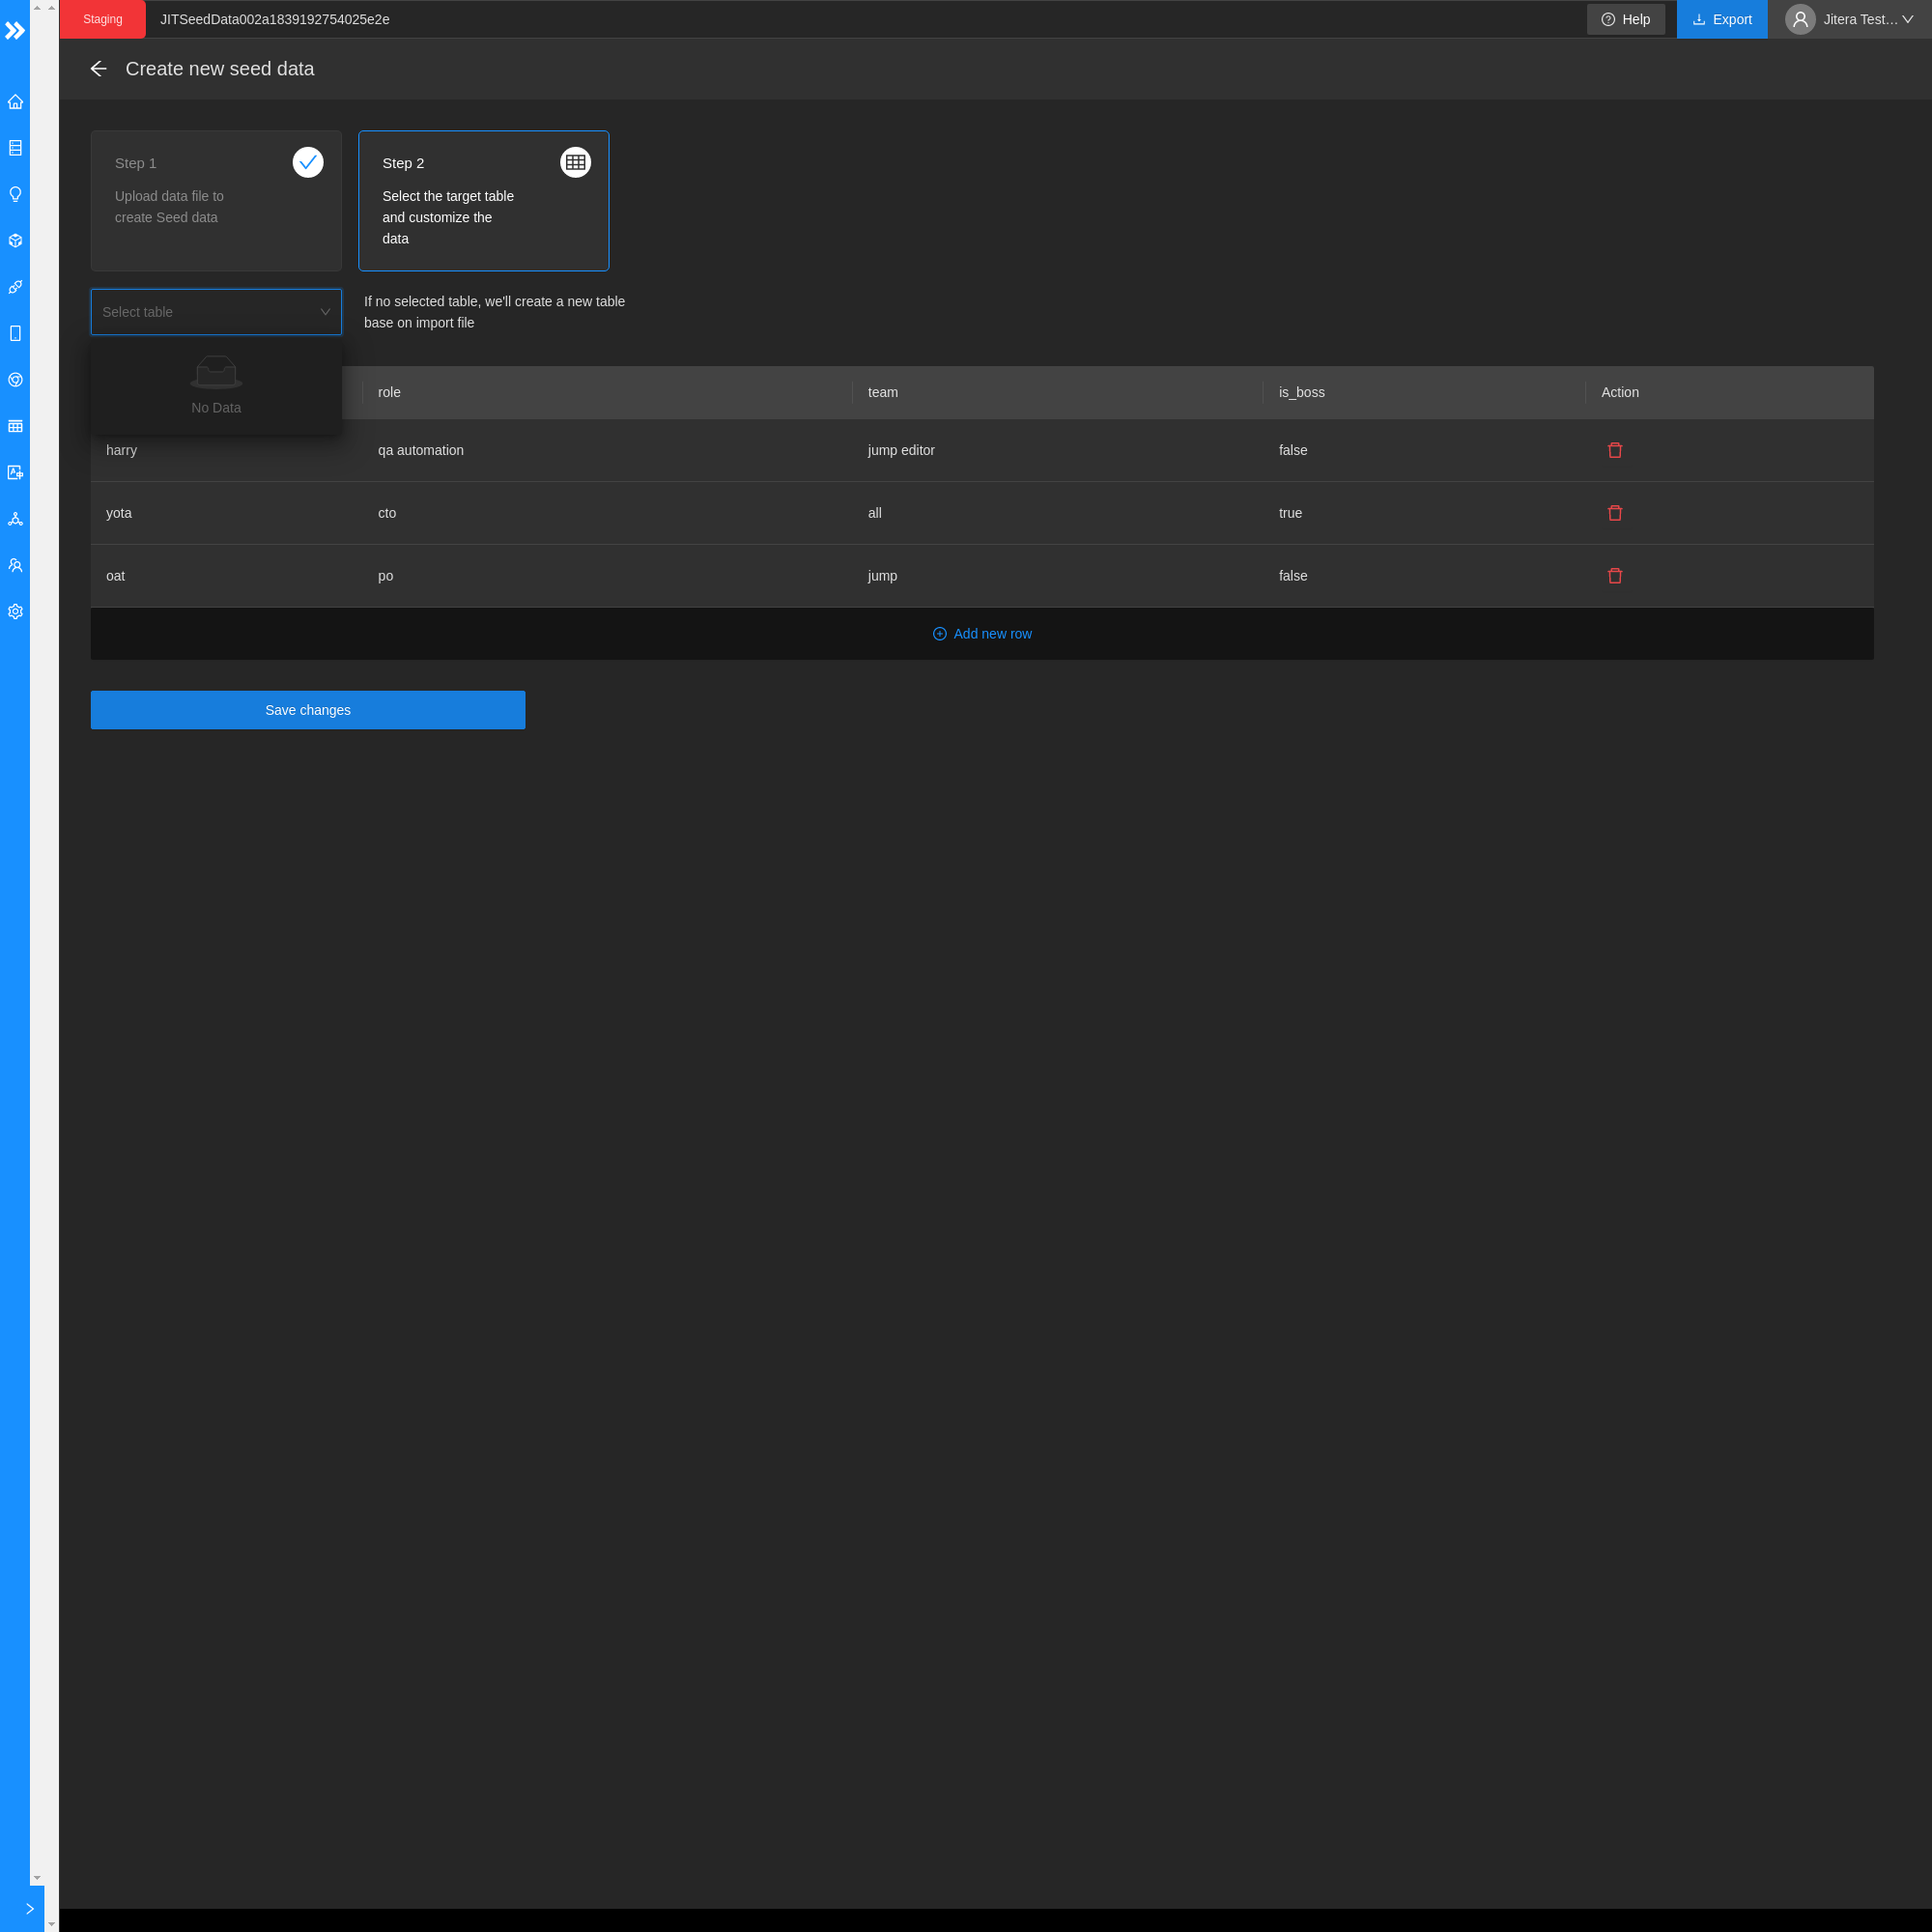 Staging
JITSeedData002a1839192754025e2e
Help
Export
Jitera Test...
Create new seed data
Step 1
Upload data file to
create Seed data
Step 2
Select the target table
and customize the
data
Select table
If no selected table, we'll create a new table
base on import file
No Data
role team is_boss Action
harry qa automation jump editor false
yota cto all true
oat po jump false
Add new row
Save changes